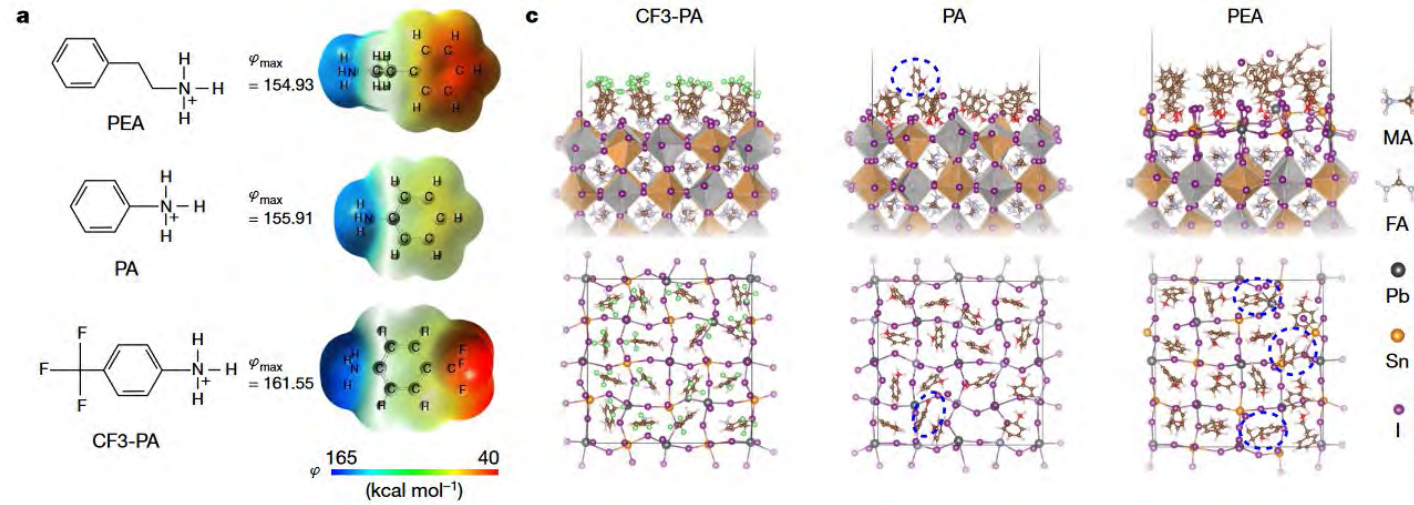 a
PEA
PA
CF3-PA
H
N
H
H
+
H
N
H
H
+
F
F
F
H
N
H
H
+
φmax
= 154.93
φmax
= 155.91
φmax
= 161.55
φ 165 40
(kcal mol⁻¹)
c
CF3-PA PA PEA
MA
FA
Pb
Sn
I